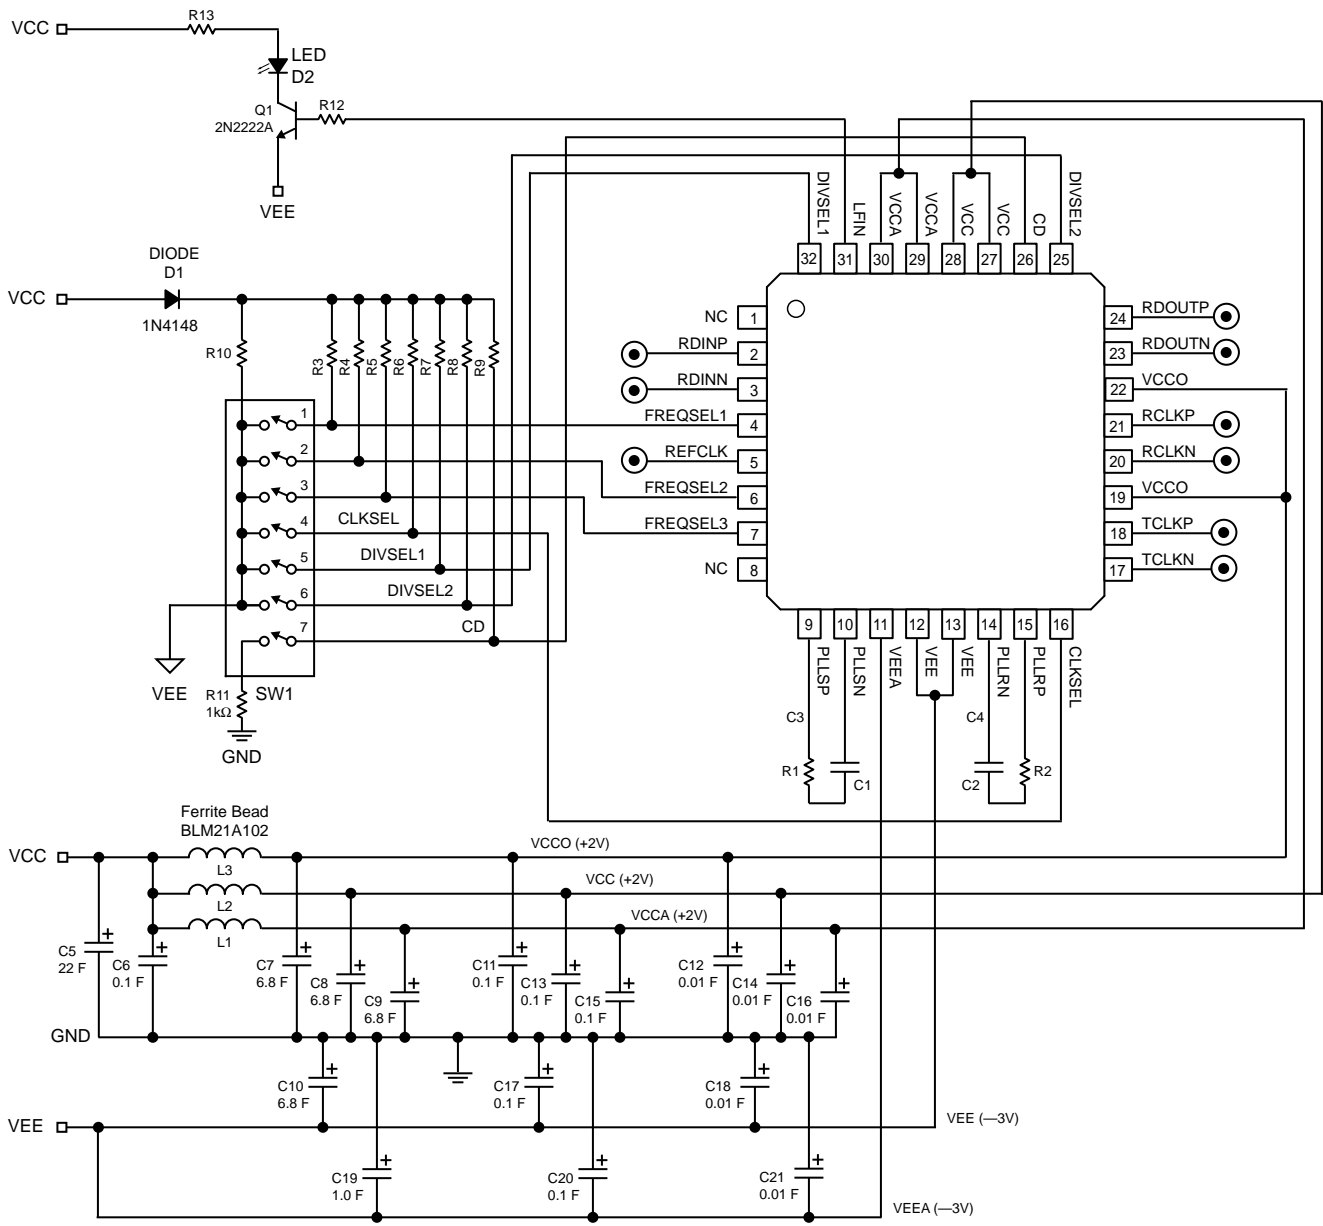 R13
VCC
LED
D2
Q1
2N2222A
R12
VEE
DIODE
D1
VCC
1N4148
R10
R3
R4
R5
R6
R7
R8
R9
1
2
3
4
5
6
7
CLKSEL
DIVSEL1
DIVSEL2
CD
VEE
SW1
R11
1kΩ
GND
DIVSEL1
LFIN
VCCA
VCCA
VCC
VCC
CD
DIVSEL2
32
31
30
29
28
27
26
25
NC
1
RDINP
2
RDINN
3
FREQSEL1
4
REFCLK
5
FREQSEL2
6
FREQSEL3
7
NC
8
24
RDOUTP
23
RDOUTN
22
VCCO
21
RCLKP
20
RCLKN
19
VCCO
18
TCLKP
17
TCLKN
9
10
11
12
13
14
15
16
PLLSP
PLLSN
VEEA
VEE
VEE
PLLRN
PLLRP
CLKSEL
C3
C4
R1
C1
C2
R2
Ferrite Bead
BLM21A102
VCC
L3
VCCO (+2V)
L2
VCC (+2V)
L1
VCCA (+2V)
C5
22 F
+
C6
0.1 F
+
C7
6.8 F
+
C8
6.8 F
+
C9
6.8 F
+
C11
0.1 F
+
C13
0.1 F
+
C15
0.1 F
+
C12
0.01 F
+
C14
0.01 F
+
C16
0.01 F
+
GND
C10
6.8 F
+
C17
0.1 F
+
C18
0.01 F
+
VEE
VEE (—3V)
C19
1.0 F
+
C20
0.1 F
+
C21
0.01 F
+
VEEA (—3V)